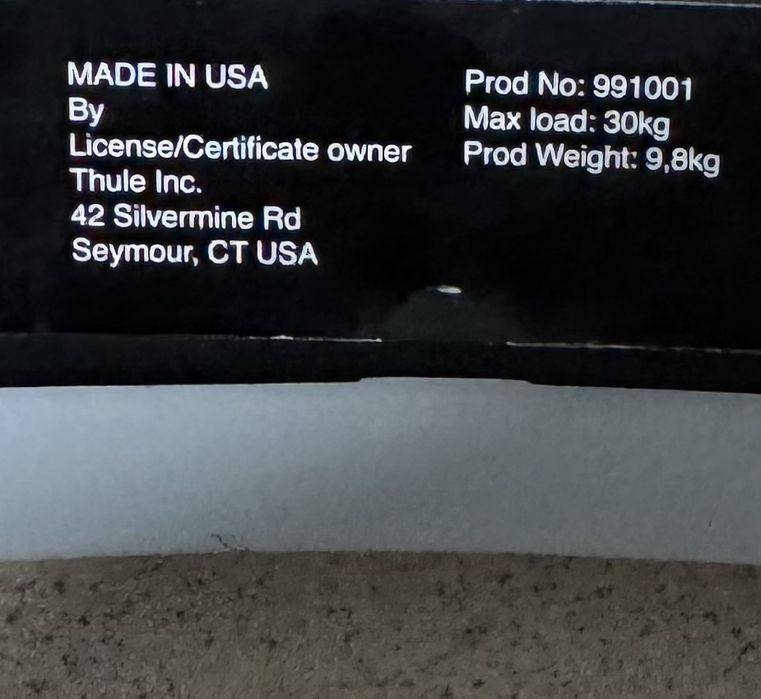 MADE IN USA
By
License/Certificate owner
Thule Inc.
42 Silvermine Rd
Seymour, CT USA
Prod No: 991001
Max load: 30kg
Prod Weight: 9,8kg